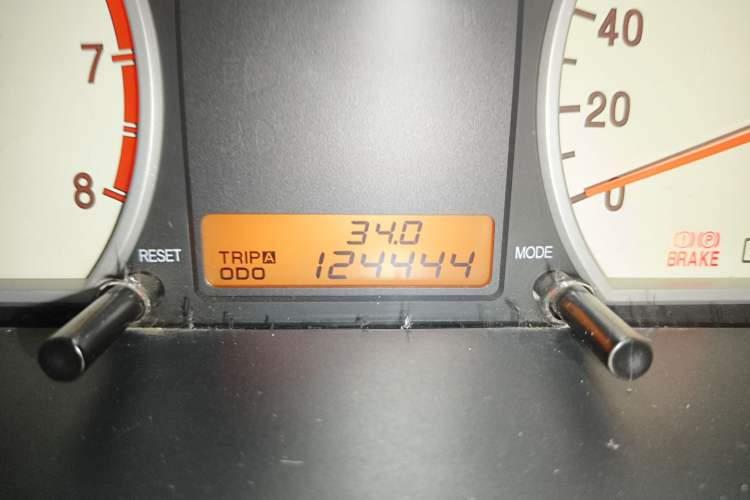 7
8
40
20
0
RESET
34.0
TRIP A
ODO 124444
MODE
BRAKE